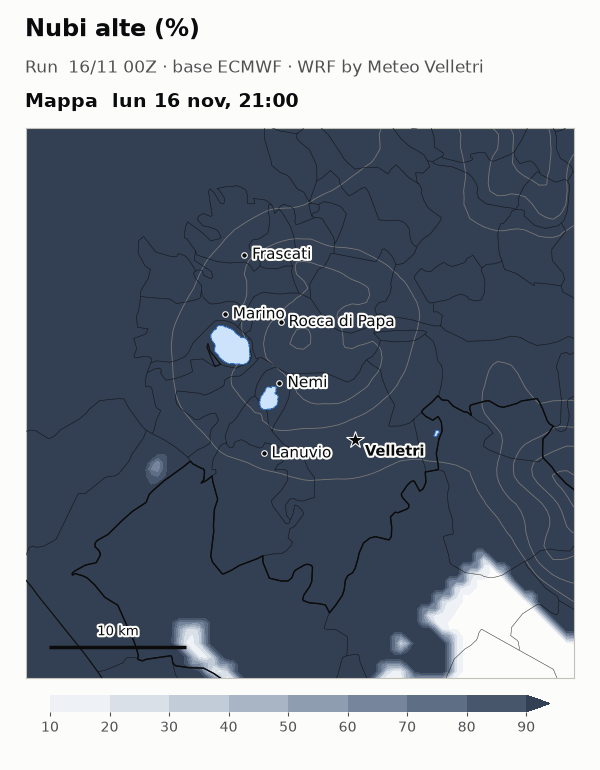 Nubi alte (%)
Run 16/11 00Z · base ECMWF · WRF by Meteo Velletri
Mappa lun 16 nov, 21:00
Frascati
Marino
Rocca di Papa
Nemi
Velletri
Lanuvio
10 km
10 20 30 40 50 60 70 80 90